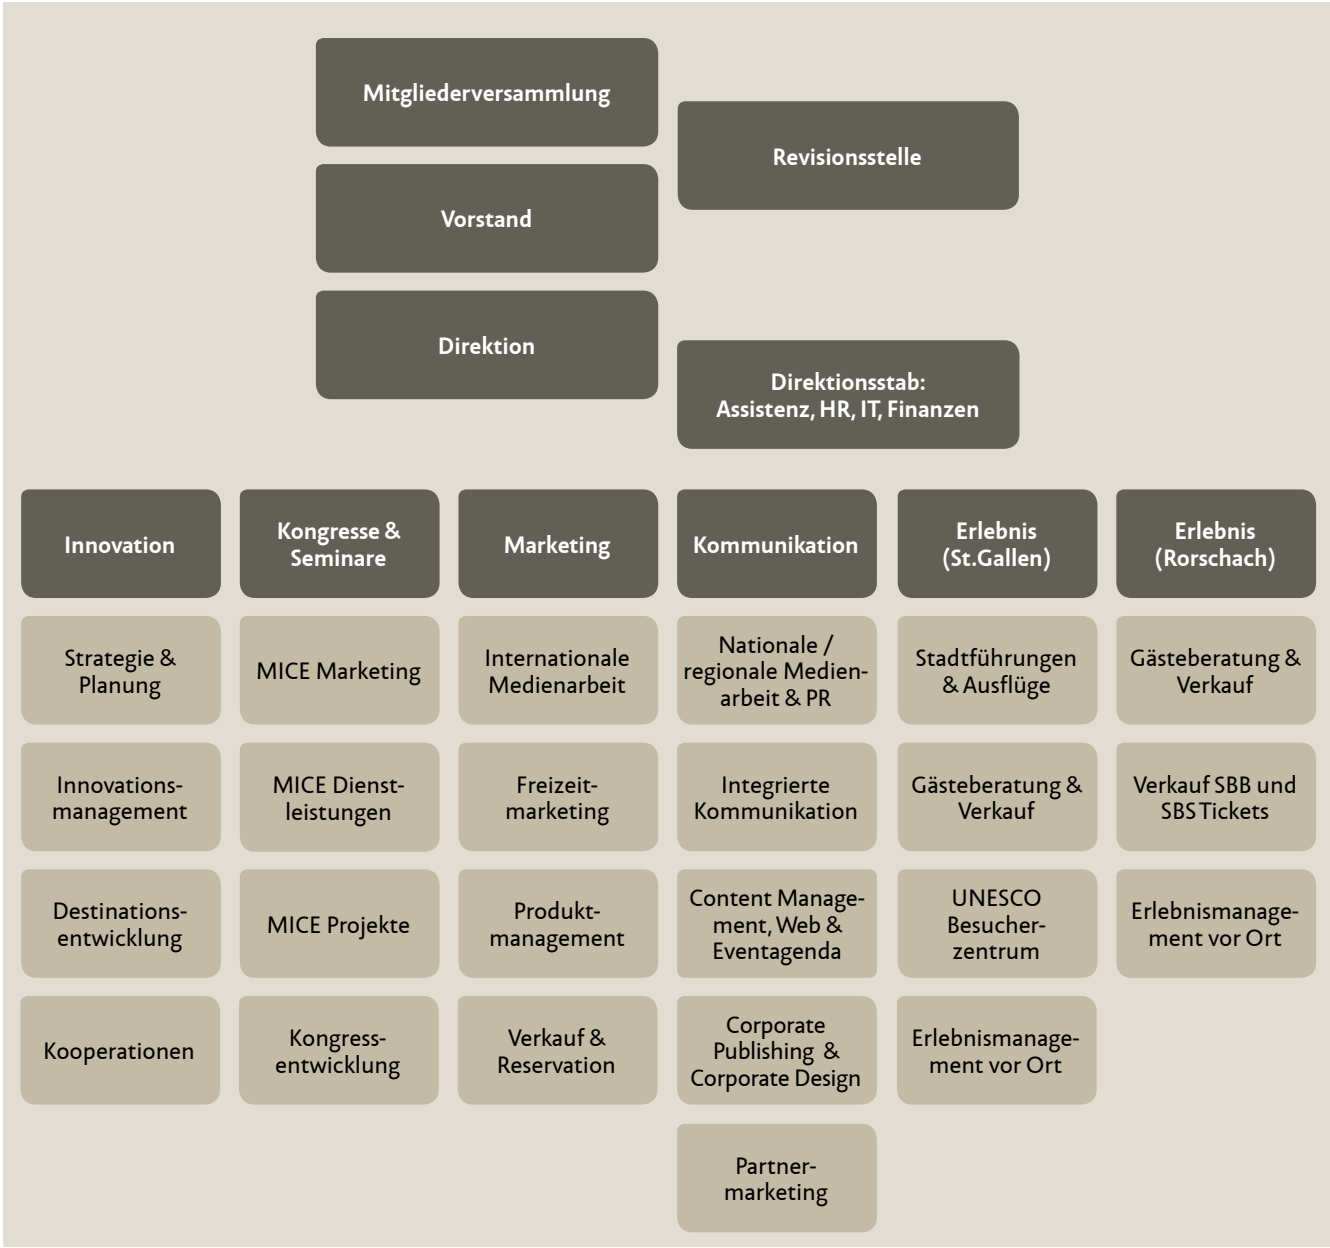 Mitgliederversammlung
Revisionsstelle
Vorstand
Direktion
Direktionsstab:
Assistenz, HR, IT, Finanzen
Innovation
Strategie &
Planung
Innovations-
management
Destinations-
entwicklung
Kooperationen
Kongresse &
Seminare
MICE Marketing
MICE Dienst-
leistungen
MICE Projekte
Kongress-
entwicklung
Marketing
Internationale
Medienarbeit
Freizeit-
marketing
Produkt-
management
Verkauf &
Reservation
Kommunikation
Nationale /
regionale Medien-
arbeit & PR
Integrierte
Kommunikation
Content Manage-
ment, Web &
Eventagenda
Corporate
Publishing &
Corporate Design
Partner-
marketing
Erlebnis
(St.Gallen)
Stadtführungen
& Ausflüge
Gästeberatung &
Verkauf
UNESCO
Besucher-
zentrum
Erlebnismanage-
ment vor Ort
Erlebnis
(Rorschach)
Gästeberatung &
Verkauf
Verkauf SBB und
SBS Tickets
Erlebnismanage-
ment vor Ort